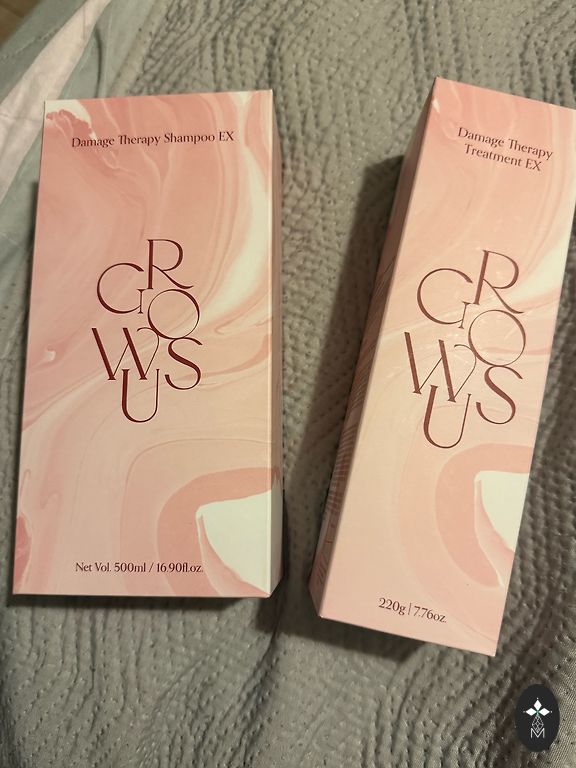 Damage Therapy Shampoo EX
GROWUS
Net Vol. 500ml / 16.90fl.oz.
Damage Therapy
Treatment EX
GROWUS
220g | 7.76oz.
M